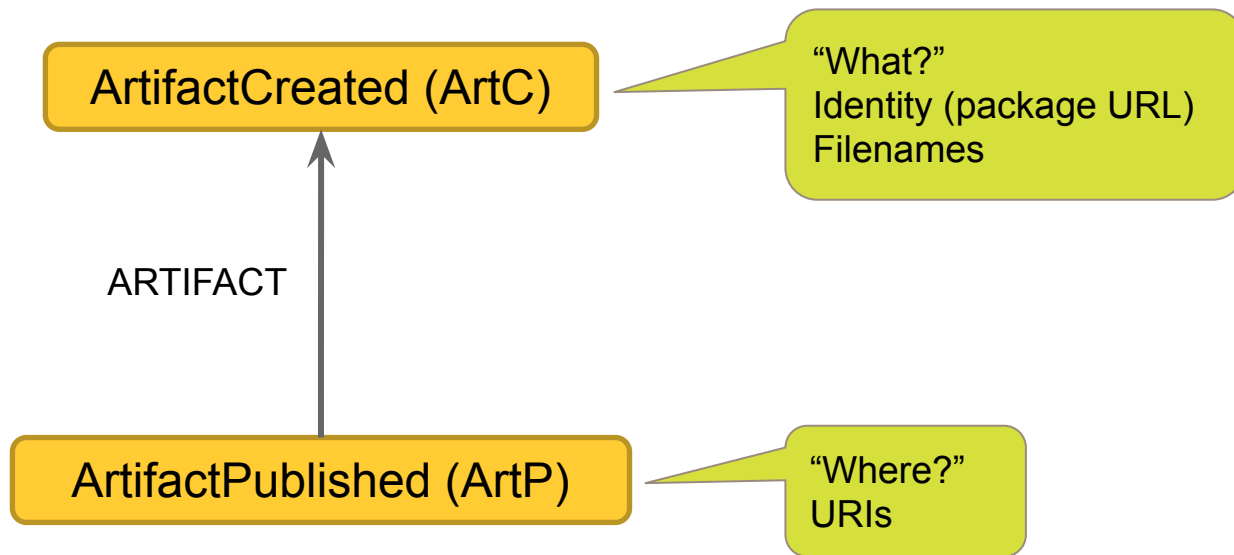 ArtifactCreated (ArtC)
“What?”
Identity (package URL)
Filenames
ARTIFACT
ArtifactPublished (ArtP)
“Where?”
URIs